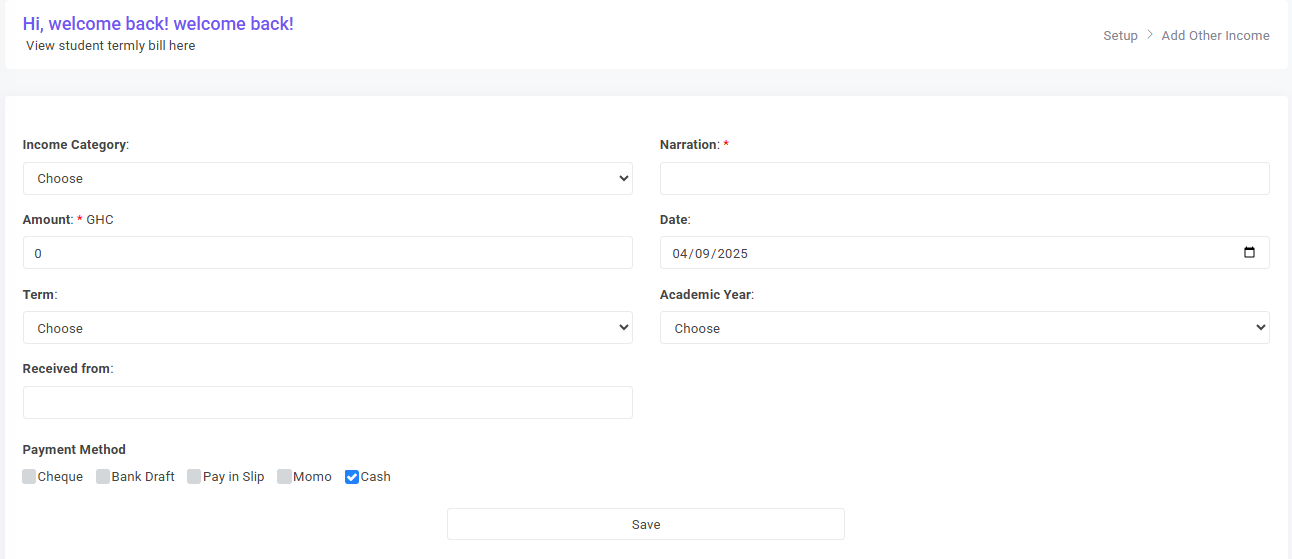 Hi, welcome back! welcome back!
View student termly bill here
Setup > Add Other Income
Income Category:
Choose
Narration: *
Amount: * GHC
0
Date:
04/09/2025
Term:
Choose
Academic Year:
Choose
Received from:
Payment Method
Cheque Bank Draft Pay in Slip Momo Cash
Save